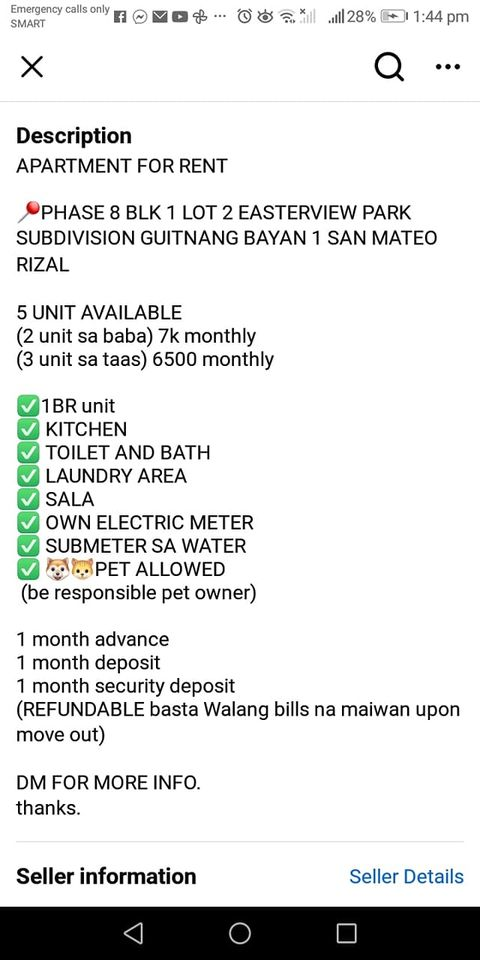 Emergency calls only
SMART
28% 1:44 pm
Description
APARTMENT FOR RENT
📍PHASE 8 BLK 1 LOT 2 EASTERVIEW PARK
SUBDIVISION GUITNANG BAYAN 1 SAN MATEO
RIZAL
5 UNIT AVAILABLE
(2 unit sa baba) 7k monthly
(3 unit sa taas) 6500 monthly
✅1BR unit
✅ KITCHEN
✅ TOILET AND BATH
✅ LAUNDRY AREA
✅ SALA
✅ OWN ELECTRIC METER
✅ SUBMETER SA WATER
✅ 🐶🐱PET ALLOWED
(be responsible pet owner)
1 month advance
1 month deposit
1 month security deposit
(REFUNDABLE basta Walang bills na maiwan upon
move out)
DM FOR MORE INFO.
thanks.
Seller information
Seller Details